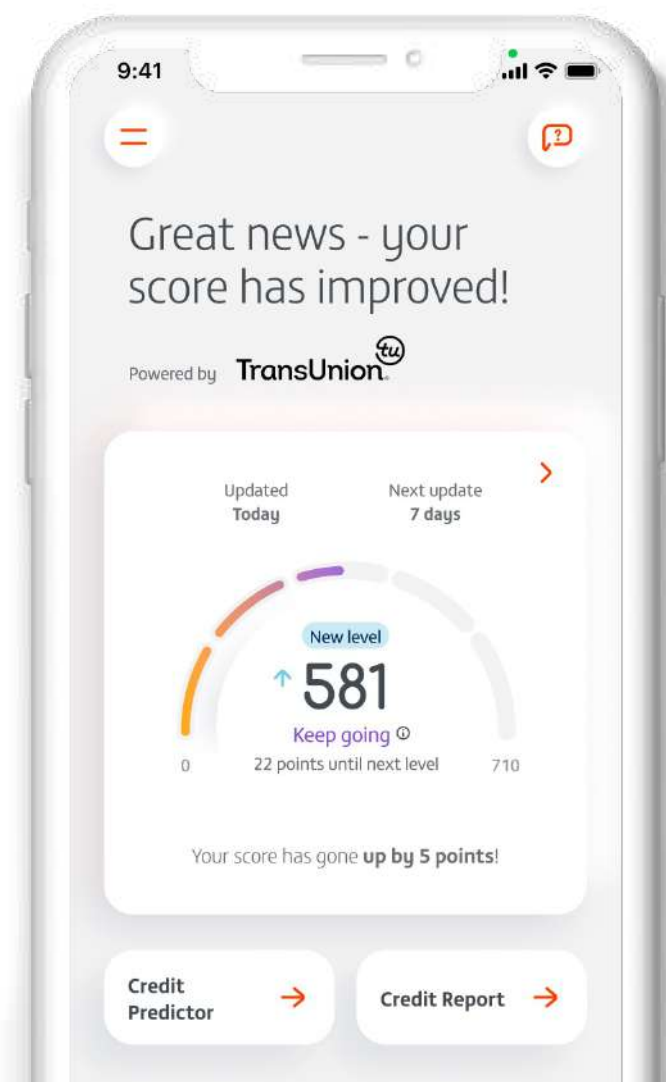 9:41
Great news - your
score has improved!
Powered by TransUnion tu
Updated Next update
Today 7 days
New level
581
Keep going
22 points until next level
0 710
Your score has gone up by 5 points!
Credit
Predictor
Credit Report